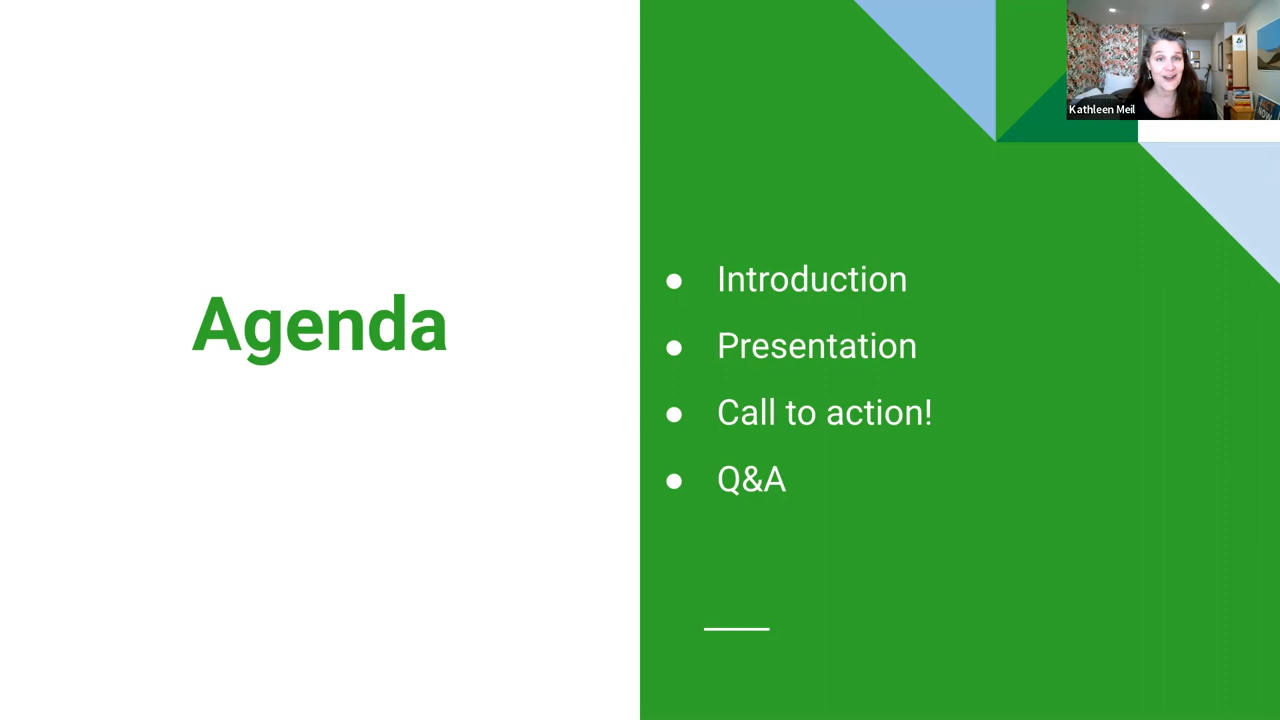 Kathleen Meil
Agenda
● Introduction
● Presentation
● Call to action!
● Q&A